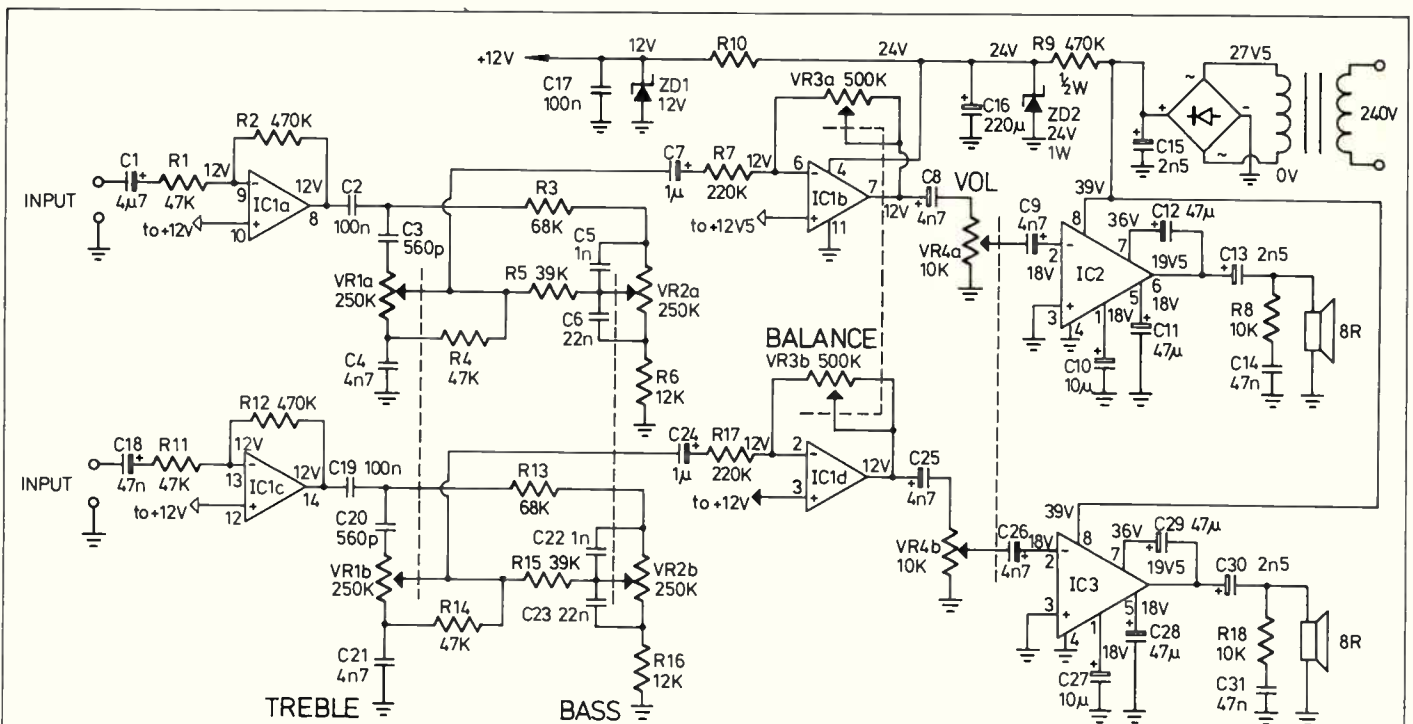 +12V
12V
R10
24V
24V
R9 470K
½W
27V5
240V
0V
C17
100n
ZD1
12V
VR3a 500K
C16
220µ
ZD2
24V
1W
C15
2n5
R2 470K
C1
4µ7
R1
47K
12V
INPUT
9
IC1a
12V
8
to+12V
10
C2
100n
C3
560p
R3
68K
C7
1µ
R7
220K
12V
6
4
IC1b
7
12V
11
to+12V5
C8
4n7
VOL
VR4a
10K
C9
4n7
18V
2
39V
8
36V
7
C12 47µ
IC2
19V5
6
5
18V
3
4
1
18V
C10
10µ
C11
47µ
C13 2n5
R8
10K
C14
47n
8R
VR1a
250K
C5
1n
R5 39K
C6
22n
VR2a
250K
C4
4n7
R4
47K
R6
12K
BALANCE
VR3b 500K
R12 470K
C18
47n
R11
47K
12V
INPUT
13
IC1c
12V
14
to+12V
12
C19 100n
C20
560p
R13
68K
C24
1µ
R17
220K
12V
2
IC1d
12V
3
to+12V
C25
4n7
VR4b
10K
C26
4n7
18V
2
39V
8
36V
7
C29 47µ
IC3
19V5
5
18V
3
4
1
18V
C27
10µ
C28
47µ
C30 2n5
R18
10K
C31
47n
8R
VR1b
250K
C22 1n
R15 39K
C23 22n
VR2b
250K
R14
47K
C21
4n7
R16
12K
TREBLE
BASS